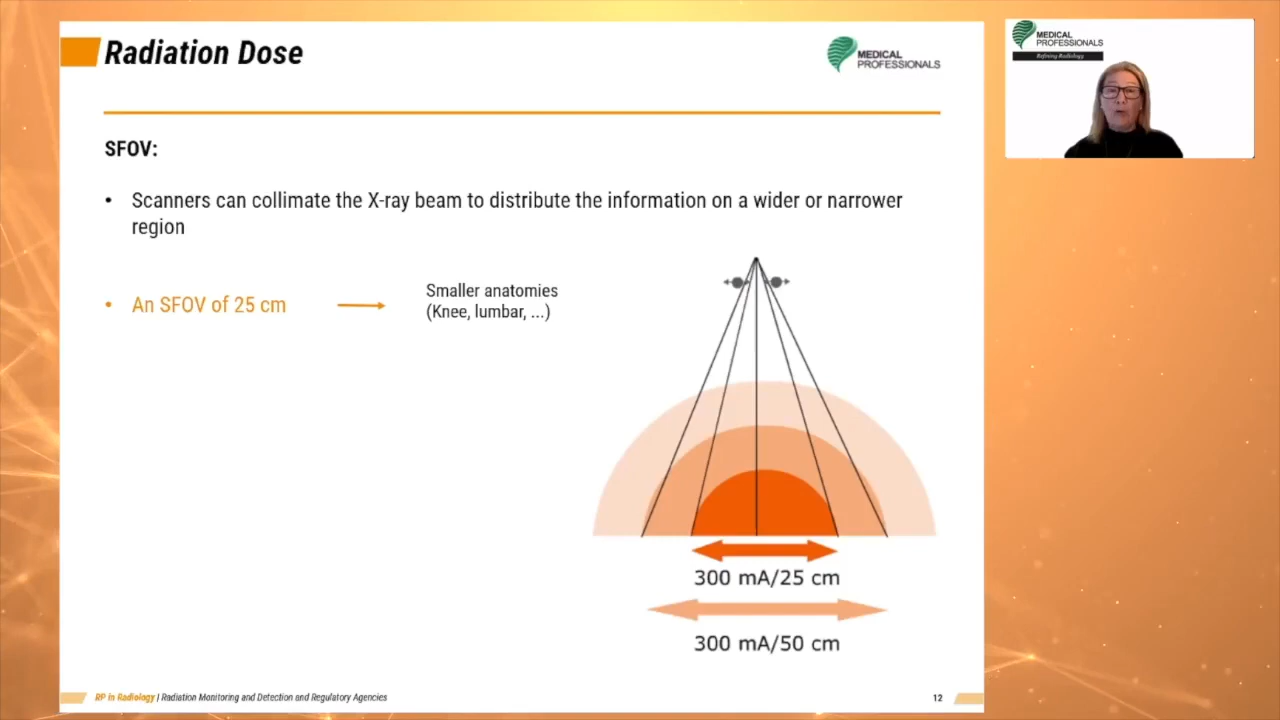 Radiation Dose
MEDICAL
PROFESSIONALS
MEDICAL
PROFESSIONALS
Refining Radiology
SFOV:
• Scanners can collimate the X-ray beam to distribute the information on a wider or narrower
region
• An SFOV of 25 cm
Smaller anatomies
(Knee, lumbar, ...)
300 mA/25 cm
300 mA/50 cm
RP in Radiology | Radiation Monitoring and Detection and Regulatory Agencies
12